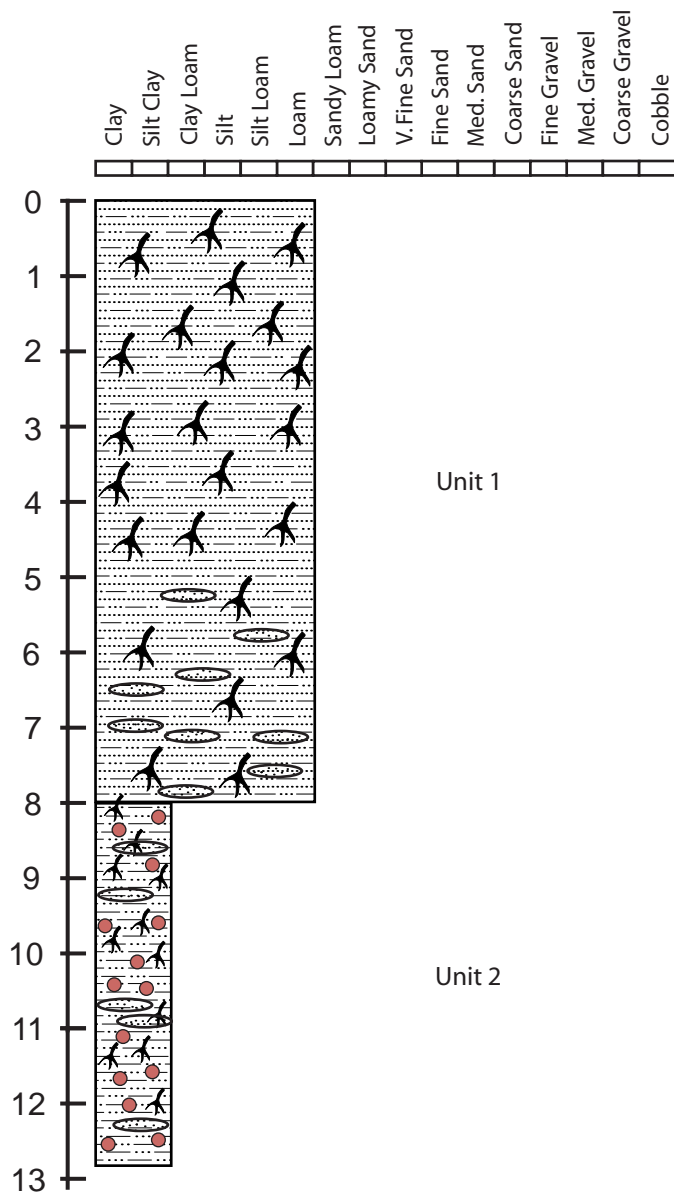 Clay
Silt Clay
Clay Loam
Silt
Silt Loam
Loam
Sandy Loam
Loamy Sand
V. Fine Sand
Fine Sand
Med. Sand
Coarse Sand
Fine Gravel
Med. Gravel
Coarse Gravel
Cobble
0
1
2
3
Unit 1
4
5
6
7
8
9
10
Unit 2
11
12
13